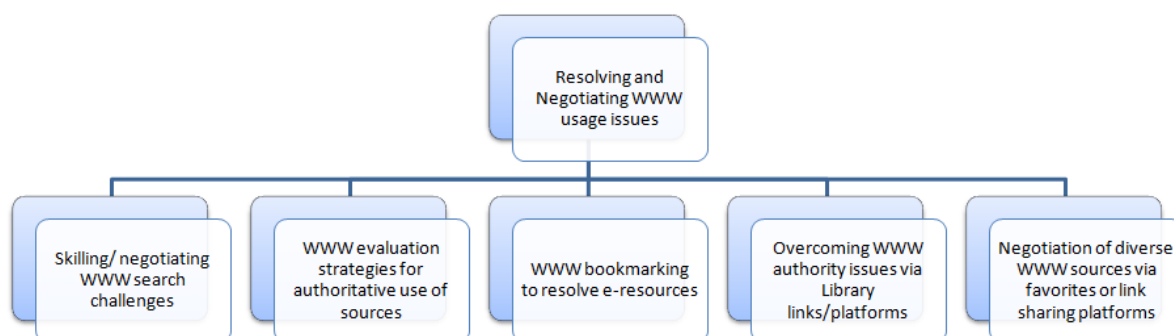 Resolving and
Negotiating WWW
usage issues
Skilling/ negotiating
WWW search
challenges
WWW evaluation
strategies for
authoritative use of
sources
WWW bookmarking
to resolve e-resources
Overcoming WWW
authority issues via
Library
links/platforms
Negotiation of diverse
WWW sources via
favorites or link
sharing platforms